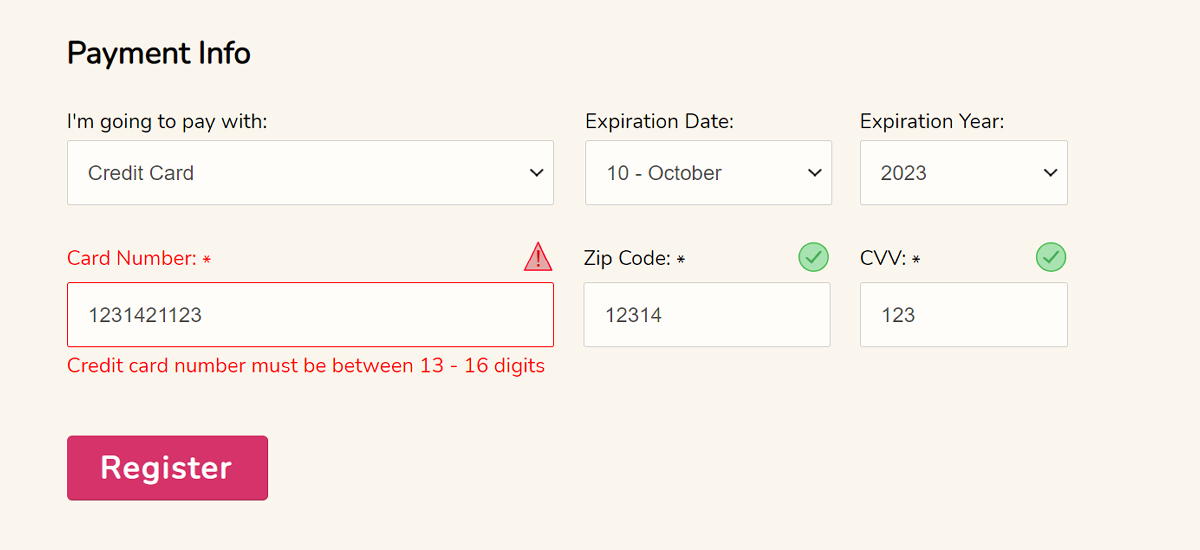 Payment Info
I'm going to pay with: Expiration Date: Expiration Year:
Credit Card 10 - October 2023
Card Number: * Zip Code: * CVV: *
1231421123 12314 123
Credit card number must be between 13 - 16 digits
Register